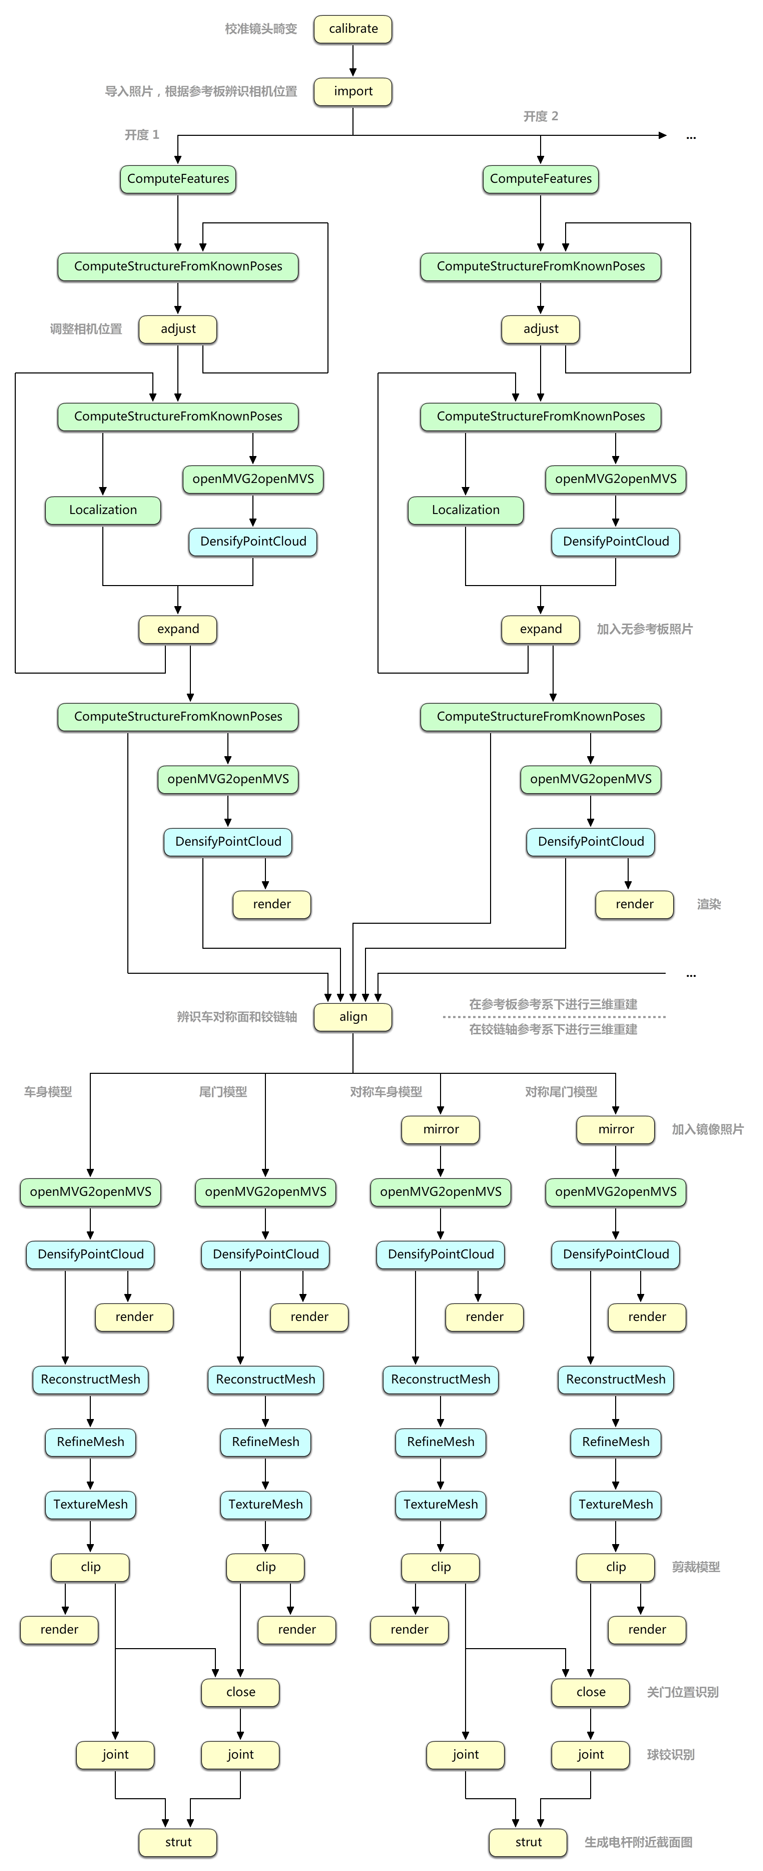 校准镜头畸变 calibrate
导入照片，根据参考板辨识相机位置 import
开度 1 开度 2 ...
ComputeFeatures ComputeFeatures
ComputeStructureFromKnownPoses ComputeStructureFromKnownPoses
调整相机位置 adjust adjust
ComputeStructureFromKnownPoses ComputeStructureFromKnownPoses
openMVG2openMVS openMVG2openMVS
Localization Localization
DensifyPointCloud DensifyPointCloud
expand expand 加入无参考板照片
ComputeStructureFromKnownPoses ComputeStructureFromKnownPoses
openMVG2openMVS openMVG2openMVS
DensifyPointCloud DensifyPointCloud
render render 渲染
...
在参考板参考系下进行三维重建
辨识车对称面和铰链轴 align
在铰链轴参考系下进行三维重建
车身模型 尾门模型 对称车身模型 对称尾门模型
mirror mirror 加入镜像照片
openMVG2openMVS openMVG2openMVS openMVG2openMVS openMVG2openMVS
DensifyPointCloud DensifyPointCloud DensifyPointCloud DensifyPointCloud
render render render render
ReconstructMesh ReconstructMesh ReconstructMesh ReconstructMesh
RefineMesh RefineMesh RefineMesh RefineMesh
TextureMesh TextureMesh TextureMesh TextureMesh
clip clip clip clip 剪裁模型
render render render render
close close 关门位置识别
joint joint joint joint 球铰识别
strut strut 生成电杆附近截面图